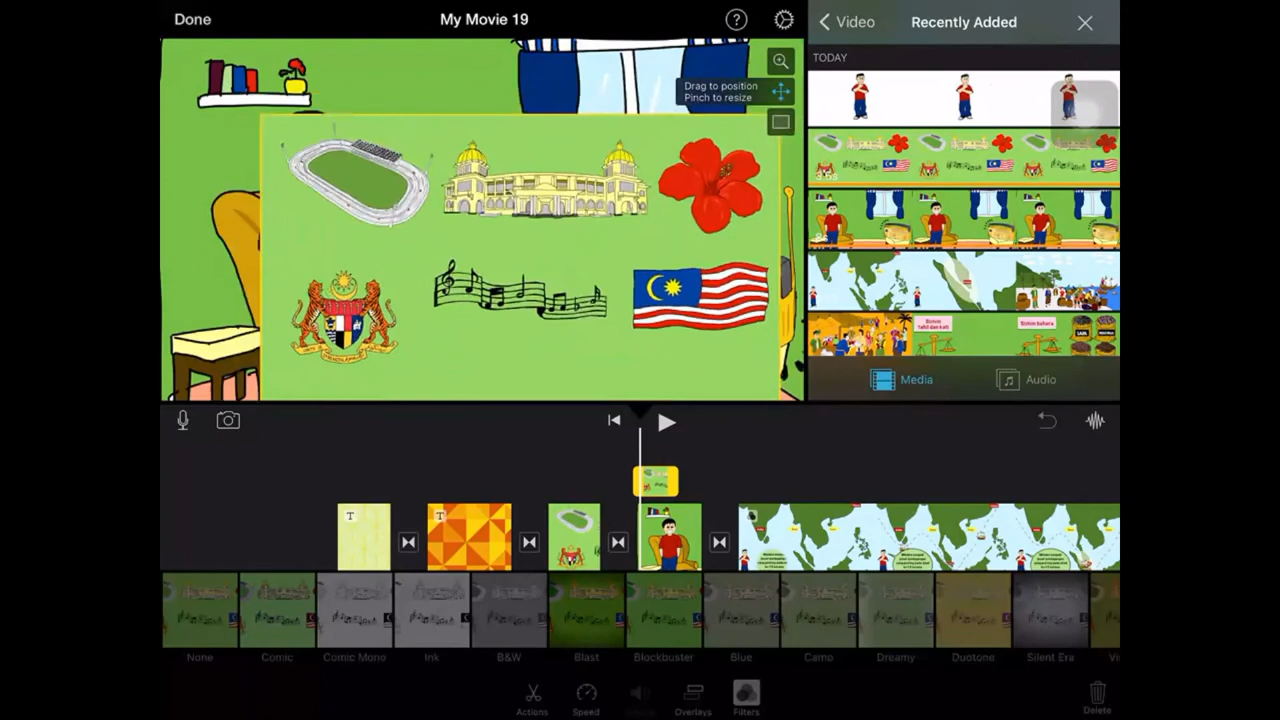 Done
My Movie 19
?
Video
Recently Added
Drag to position
Pinch to resize
TODAY
Media
Audio
T
T
None
Comic
Comic Mono
Ink
B&W
Blast
Blockbuster
Blue
Camo
Dreamy
Duotone
Silent Era
Actions
Speed
Overlays
Filters
Delete